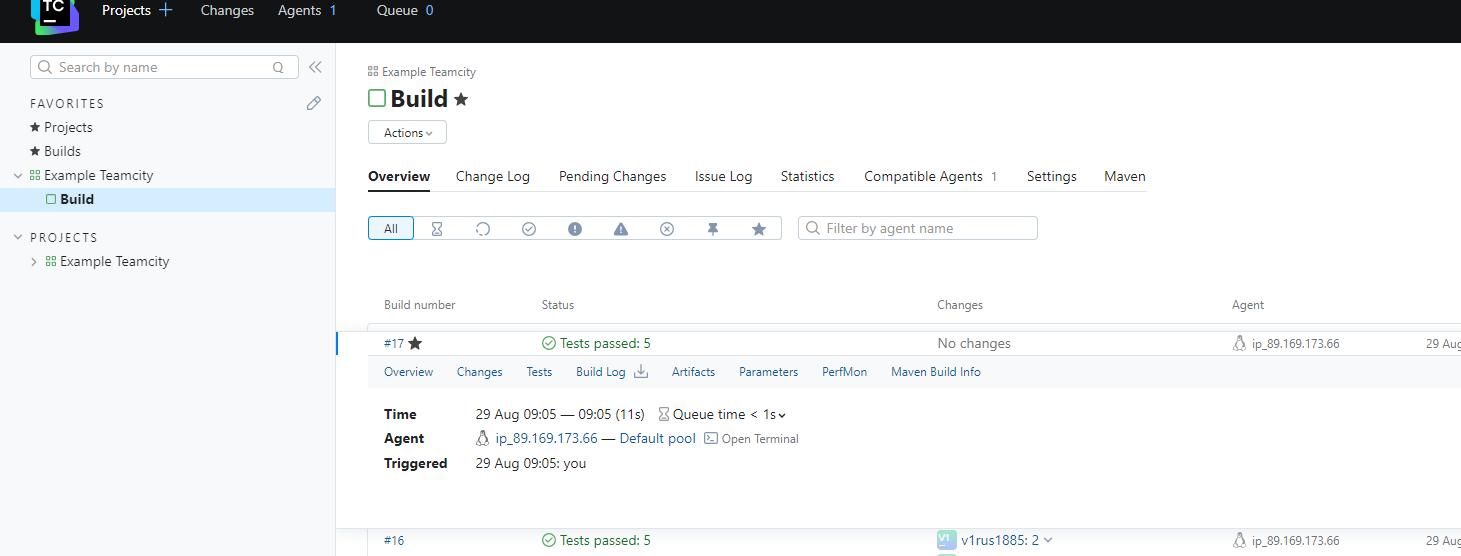 TC
Projects
Changes
Agents 1
Queue 0
Search by name Q
FAVORITES
Projects
Builds
Example Teamcity
Build
PROJECTS
Example Teamcity
Example Teamcity
Build
Actions
Overview Change Log Pending Changes Issue Log Statistics Compatible Agents 1 Settings Maven
All Filter by agent name
Build number Status Changes Agent
#17 Tests passed: 5 No changes ip_89.169.173.66 29 Aug
Overview Changes Tests Build Log Artifacts Parameters PerfMon Maven Build Info
Time 29 Aug 09:05 — 09:05 (11s) Queue time < 1s
Agent ip_89.169.173.66 — Default pool Open Terminal
Triggered 29 Aug 09:05: you
#16 Tests passed: 5 V1 v1rus1885: 2 ip_89.169.173.66 29 Aug